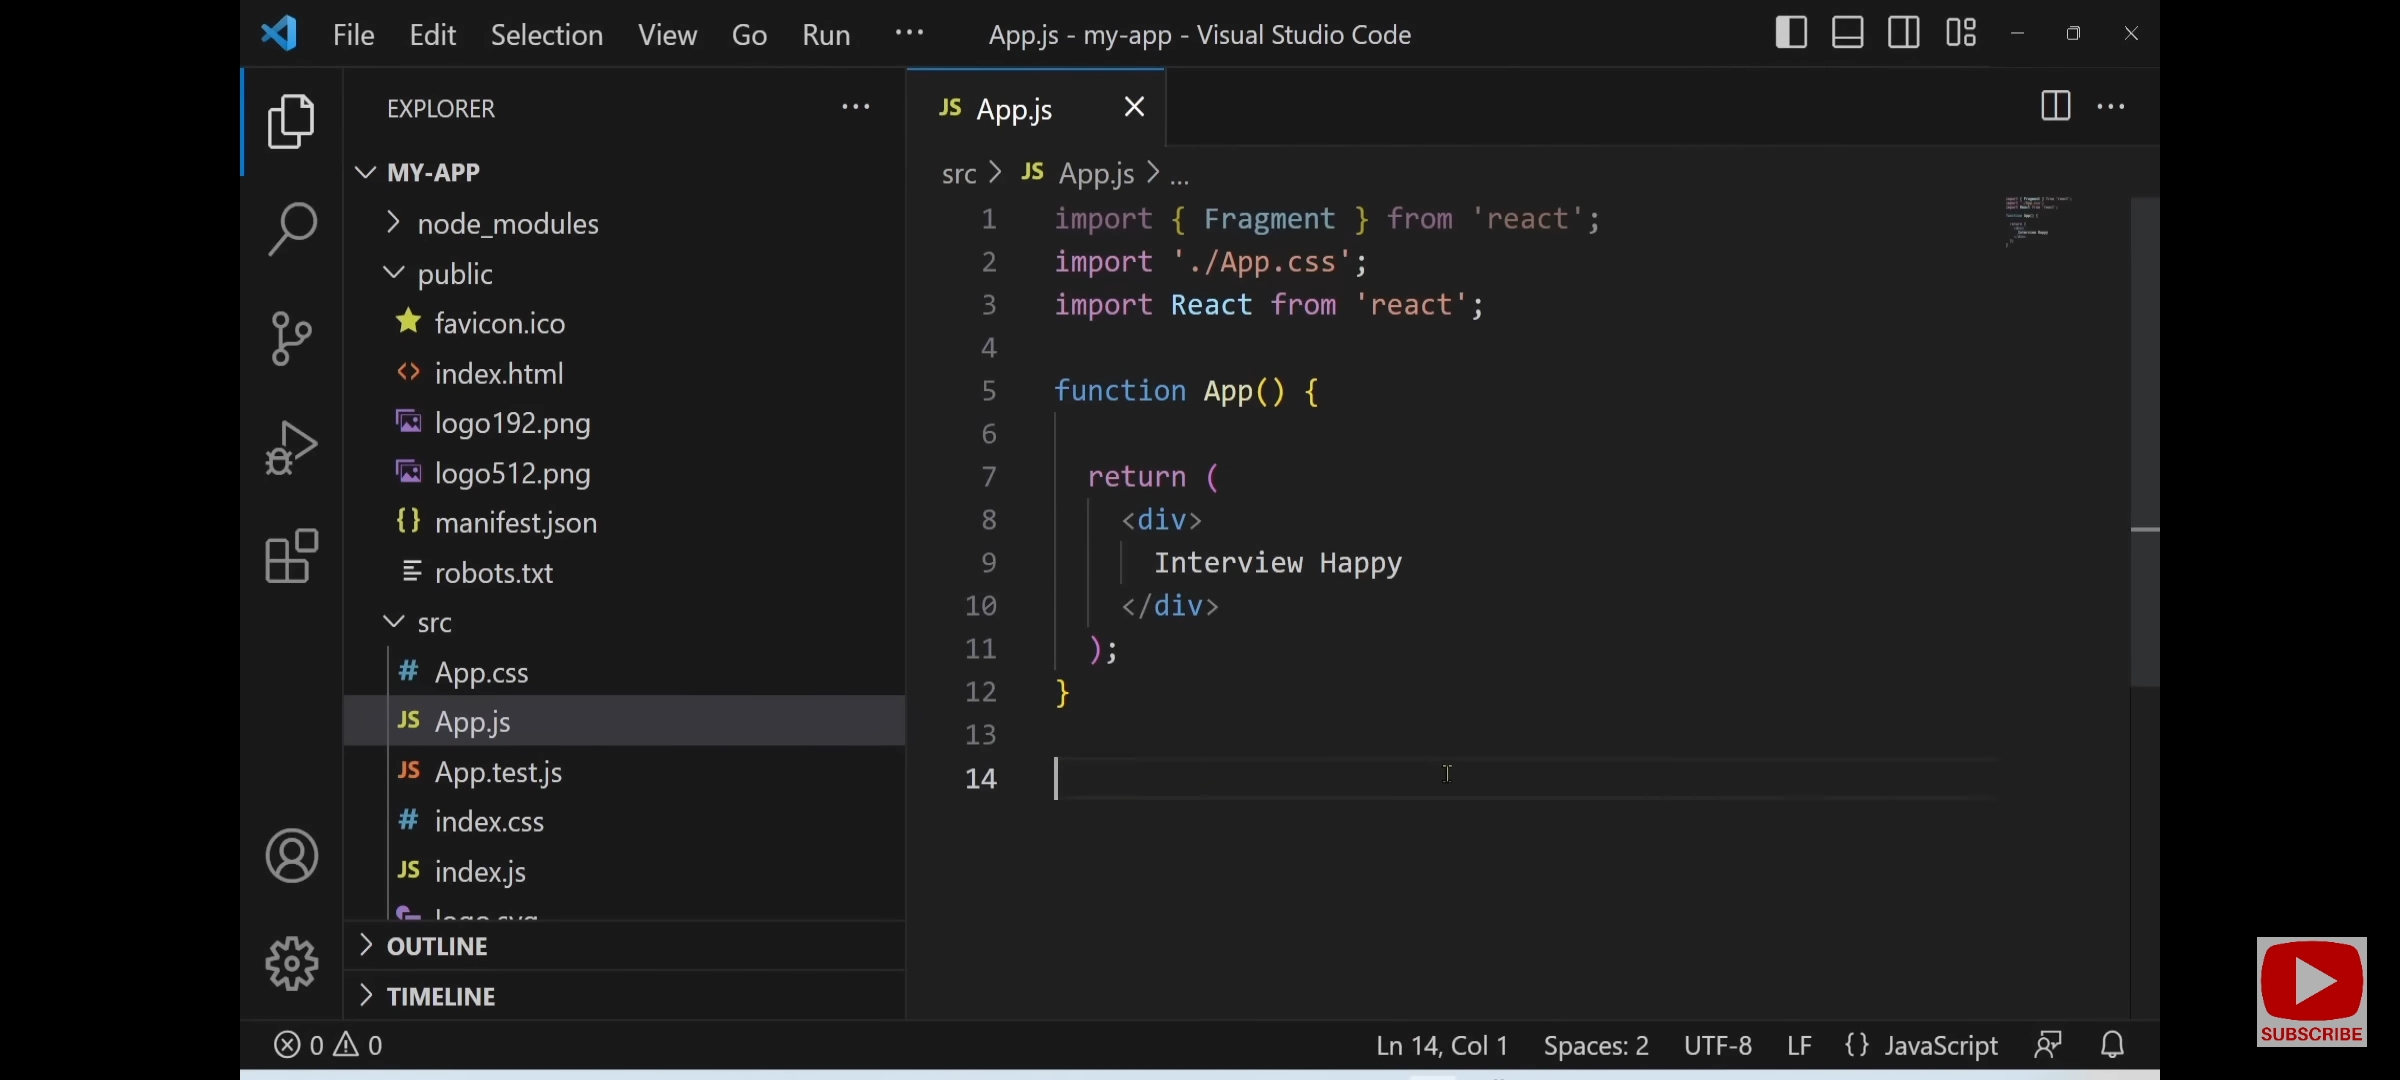 File Edit Selection View Go Run ··· App.js - my-app - Visual Studio Code
EXPLORER ···
MY-APP
node_modules
public
favicon.ico
index.html
logo192.png
logo512.png
manifest.json
robots.txt
src
App.css
App.js
App.test.js
index.css
index.js
OUTLINE
TIMELINE
JS App.js
src > JS App.js > ...
1 import { Fragment } from 'react';
2 import './App.css';
3 import React from 'react';
4
5 function App() {
6
7 return (
8 <div>
9 Interview Happy
10 </div>
11 );
12 }
13
14
0 0 Ln 14, Col 1 Spaces: 2 UTF-8 LF {} JavaScript
SUBSCRIBE